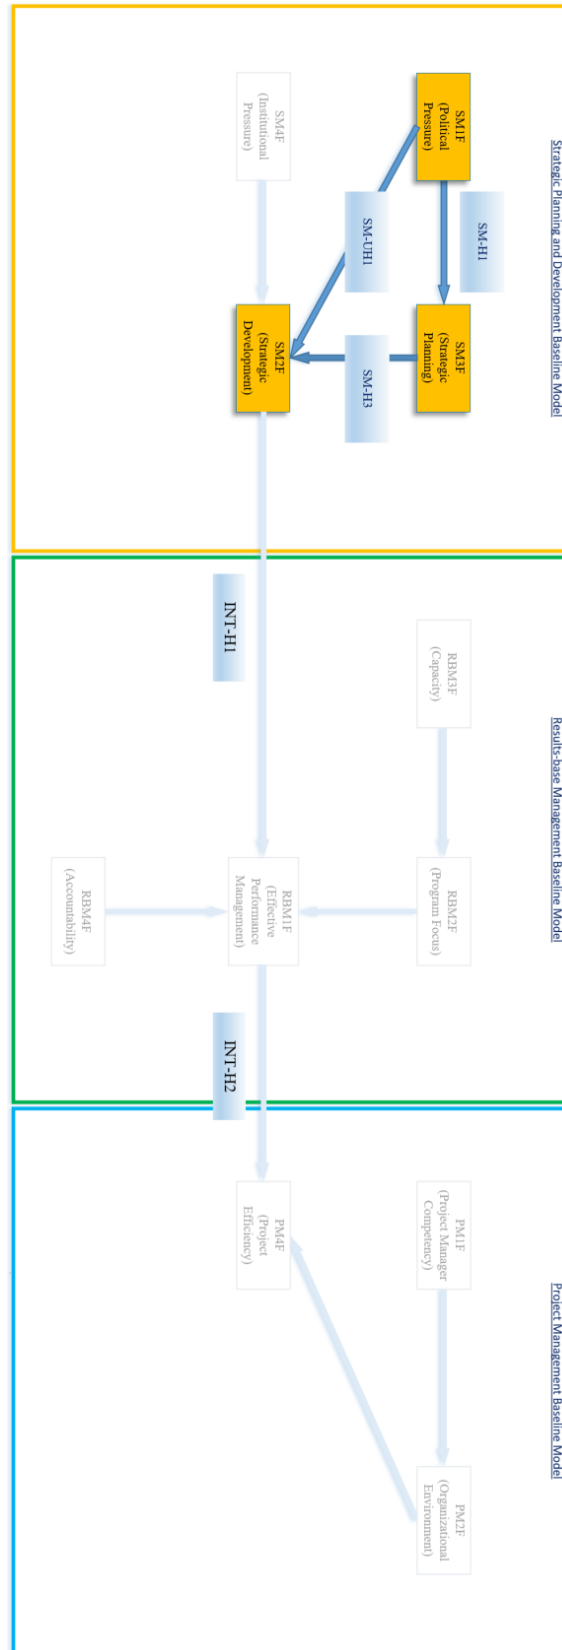 Strategic Planning and Development Baseline Model
SM1F
(Political
Pressure)
SM-H1
SM3F
(Strategic
Planning)
SM-UH1
SM-H3
SM4F
(Institutional
Pressure)
SM2F
(Strategic
Development)
INT-H1
Results-base Management Baseline Model
RBM3F
(Capacity)
RBM2F
(Program Focus)
RBM1F
(Effective
Performance
Management)
RBM4F
(Accountability)
INT-H2
Project Management Baseline Model
PM1F
(Project Manager
Competency)
PM2F
(Organizational
Environment)
PM4F
(Project
Efficiency)